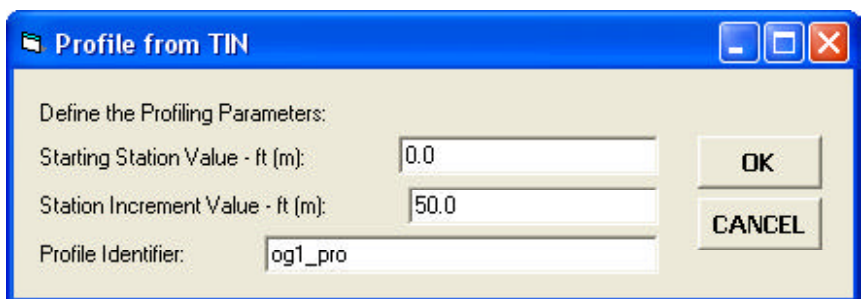 Profile from TIN
Define the Profiling Parameters:
Starting Station Value - ft (m): 0.0
OK
Station Increment Value - ft (m): 50.0
CANCEL
Profile Identifier: og1_pro